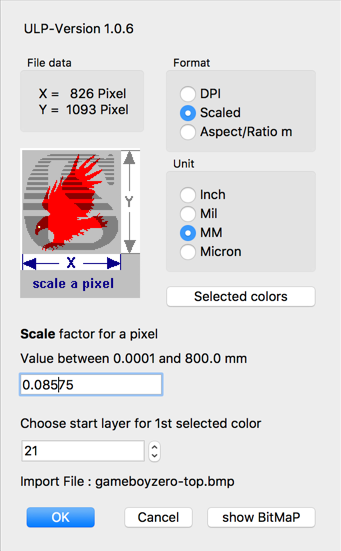 ULP-Version 1.0.6
File data
X =   826 Pixel
Y =  1093 Pixel
Format
DPI
Scaled
Aspect/Ratio m
Unit
Inch
Mil
MM
Micron
Y
X
scale a pixel
Selected colors
Scale factor for a pixel
Value between 0.0001 and 800.0 mm
0.08575
Choose start layer for 1st selected color
21
Import File : gameboyzero-top.bmp
OK
Cancel
show BitMaP